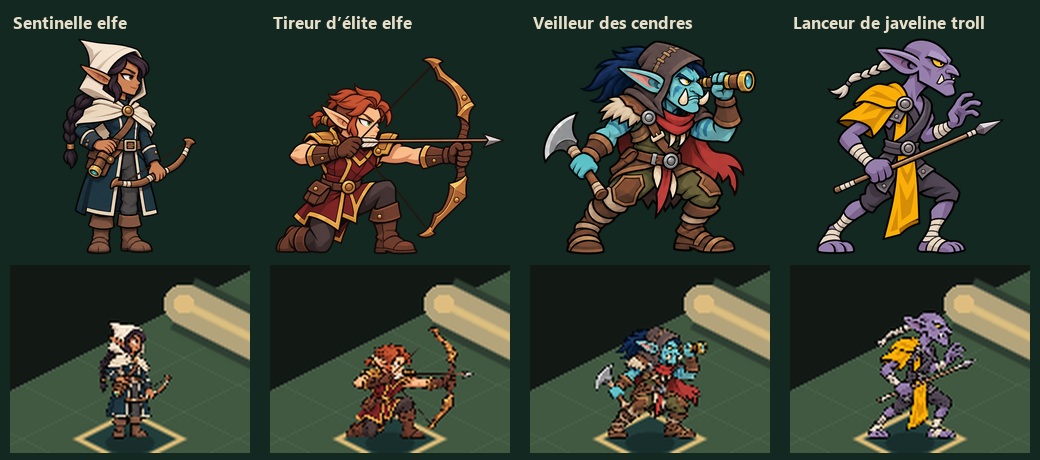 Sentinelle elfe
Tireur d’élite elfe
Veilleur des cendres
Lanceur de javeline troll